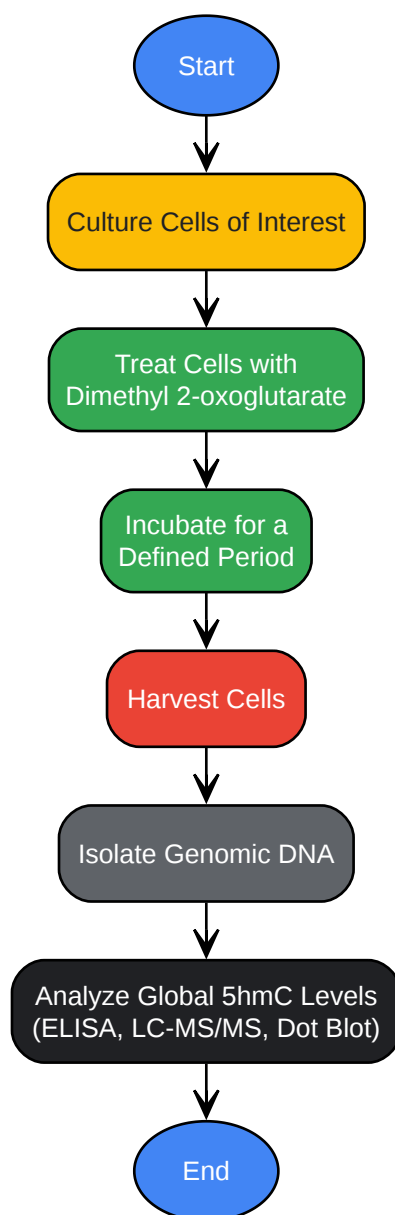 Start
Culture Cells of Interest
Treat Cells with
Dimethyl 2-oxoglutarate
Incubate for a
Defined Period
Harvest Cells
Isolate Genomic DNA
Analyze Global 5hmC Levels
(ELISA, LC-MS/MS, Dot Blot)
End